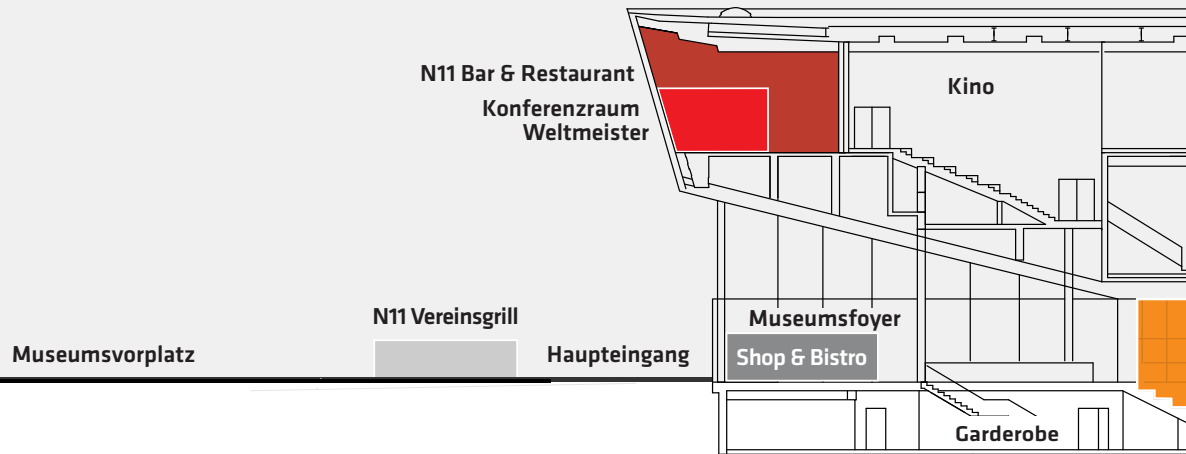 N11 Bar & Restaurant
Konferenzraum
Weltmeister
Kino
N11 Vereinsgrill
Museumsfoyer
Museumsvorplatz
Haupteingang
Shop & Bistro
Garderobe